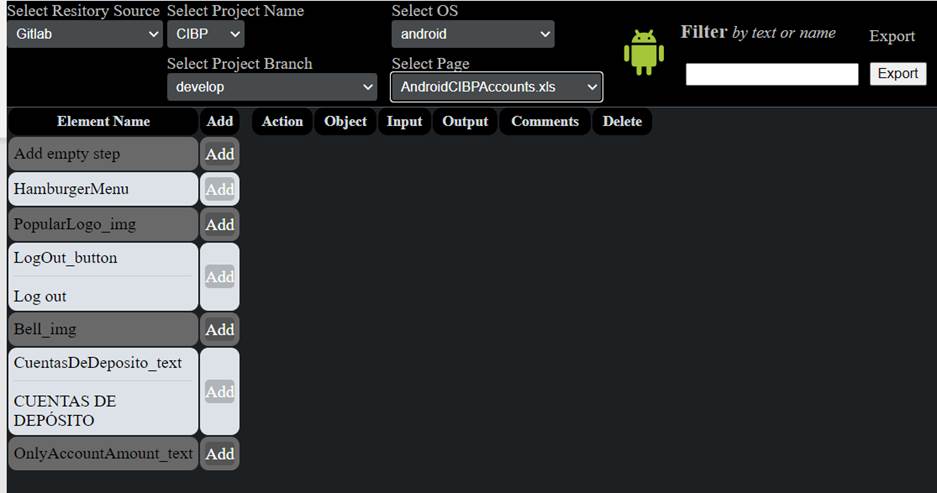 Select Resitory Source
Gitlab
Select Project Name
CIBP
Select OS
android
Select Project Branch
develop
Select Page
AndroidCIBPAccounts.xls
Filter by text or name
Export
Export
Element Name Add Action Object Input Output Comments Delete
Add empty step Add
HamburgerMenu Add
PopularLogo_img Add
LogOut_button
Log out
Add
Bell_img Add
CuentasDeDeposito_text
CUENTAS DE
DEPÓSITO
Add
OnlyAccountAmount_text Add